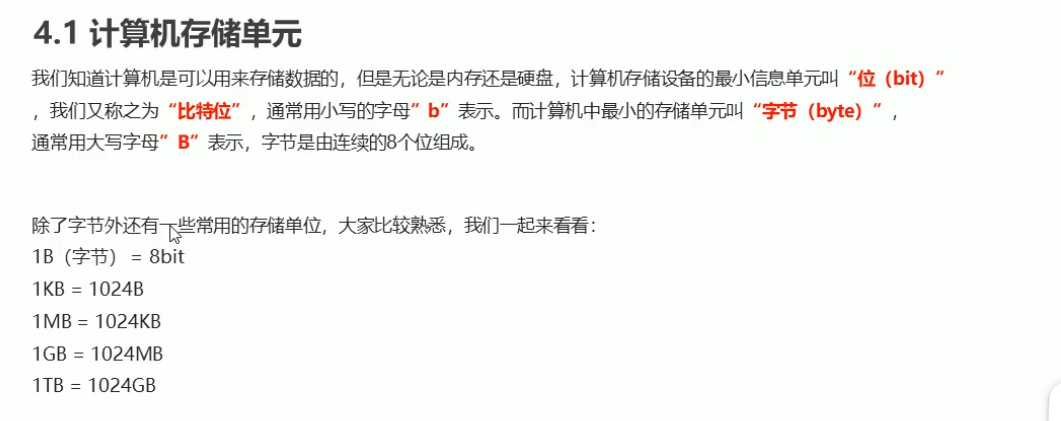 4.1 计算机存储单元
我们知道计算机是可以用来存储数据的，但是无论是内存还是硬盘，计算机存储设备的最小信息单元叫“位（bit）”
，我们又称之为“比特位”，通常用小写的字母”b”表示。而计算机中最小的存储单元叫“字节（byte）”，
通常用大写字母”B”表示，字节是由连续的8个位组成。
除了字节外还有一些常用的存储单位，大家比较熟悉，我们一起来看看：
1B（字节） = 8bit
1KB = 1024B
1MB = 1024KB
1GB = 1024MB
1TB = 1024GB